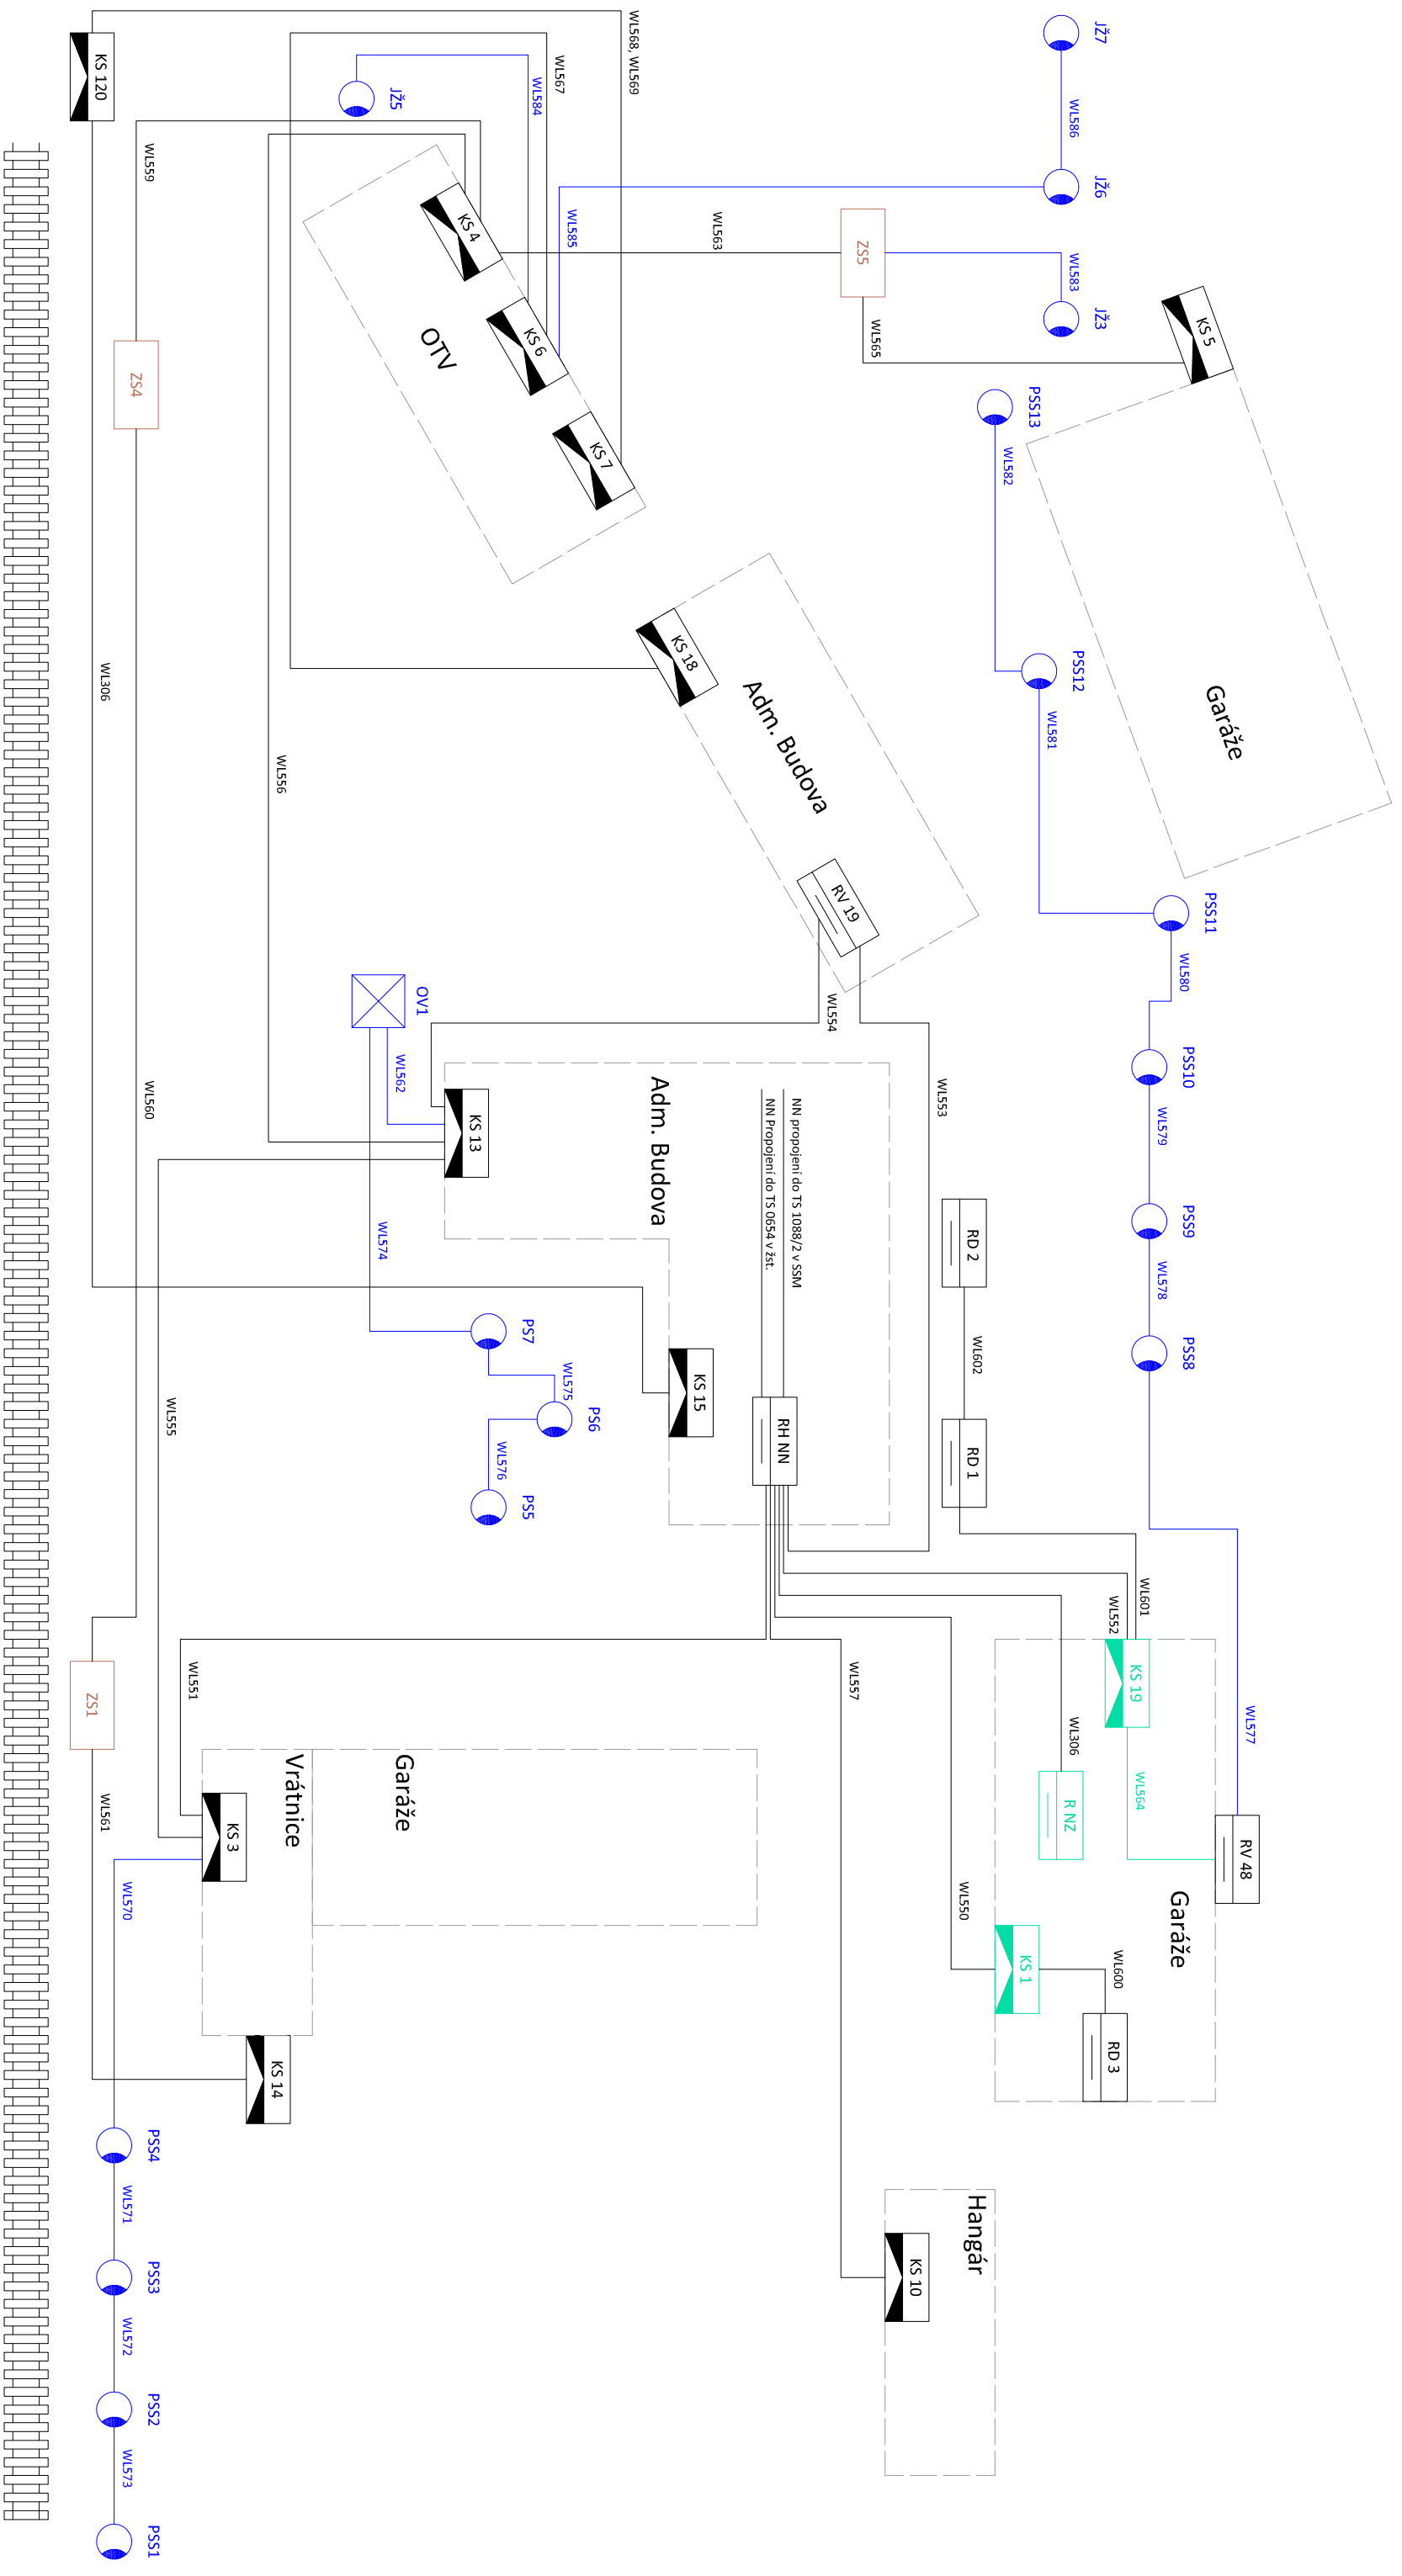 JŽ7
WL586
JŽ6
WL583
JŽ3
KS 5
Garáže
WL568, WL569
WL567
WL584
JŽ5
WL585
WL563
ZS5
WL565
KS 120
WL559
KS 4
KS 6
KS 7
OTV
ZS4
PSS13
WL582
PSS12
WL581
PSS11
WL580
PSS10
WL579
PSS9
WL578
PSS8
WL577
WL306
WL556
KS 18
Adm. Budova
RV 19
WL554
WL553
OV1
WL562
WL574
WL560
KS 13
Adm. Budova
NN propojení do TS 1088/2 v SSM
NN Propojení do TS 0654 v žst.
RD 2
WL602
RD 1
WL601
WL552
PS7
WL575
PS6
WL576
PS5
KS 15
RH NN
WL555
WL551
WL557
ZS1
WL561
KS 19
WL306
WL564
R NZ
RV 48
Garáže
WL550
KS 1
WL600
RD 3
Garáže
Vrátnice
KS 3
WL570
KS 14
Hangár
KS 10
PSS4
WL571
PSS3
WL572
PSS2
WL573
PSS1